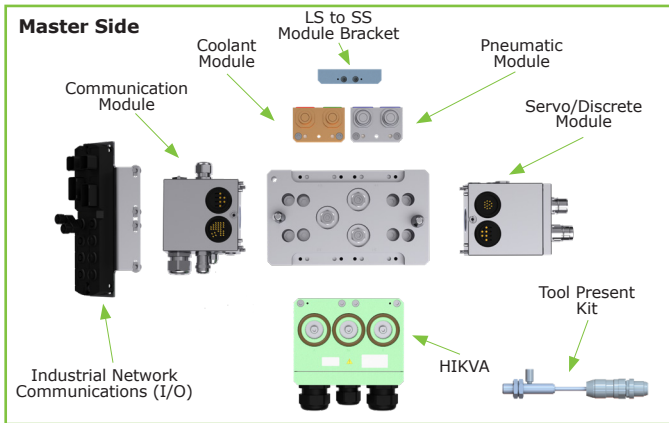 Master Side
LS to SS
Module Bracket
Coolant
Module
Pneumatic
Module
Communication
Module
Servo/Discrete
Module
Tool Present
Kit
HIKVA
Industrial Network
Communications (I/O)